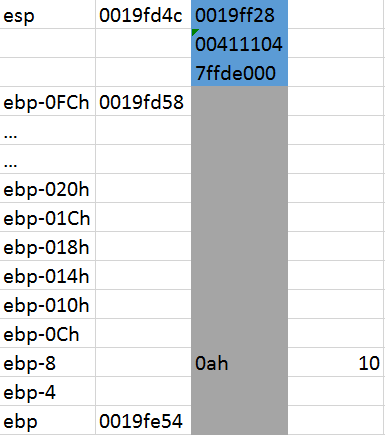 esp 0019fd4c 0019ff28
00411104
7ffde000
ebp-0FCh 0019fd58
...
...
ebp-020h
ebp-01Ch
ebp-018h
ebp-014h
ebp-010h
ebp-0Ch
ebp-8 0ah 10
ebp-4
ebp 0019fe54